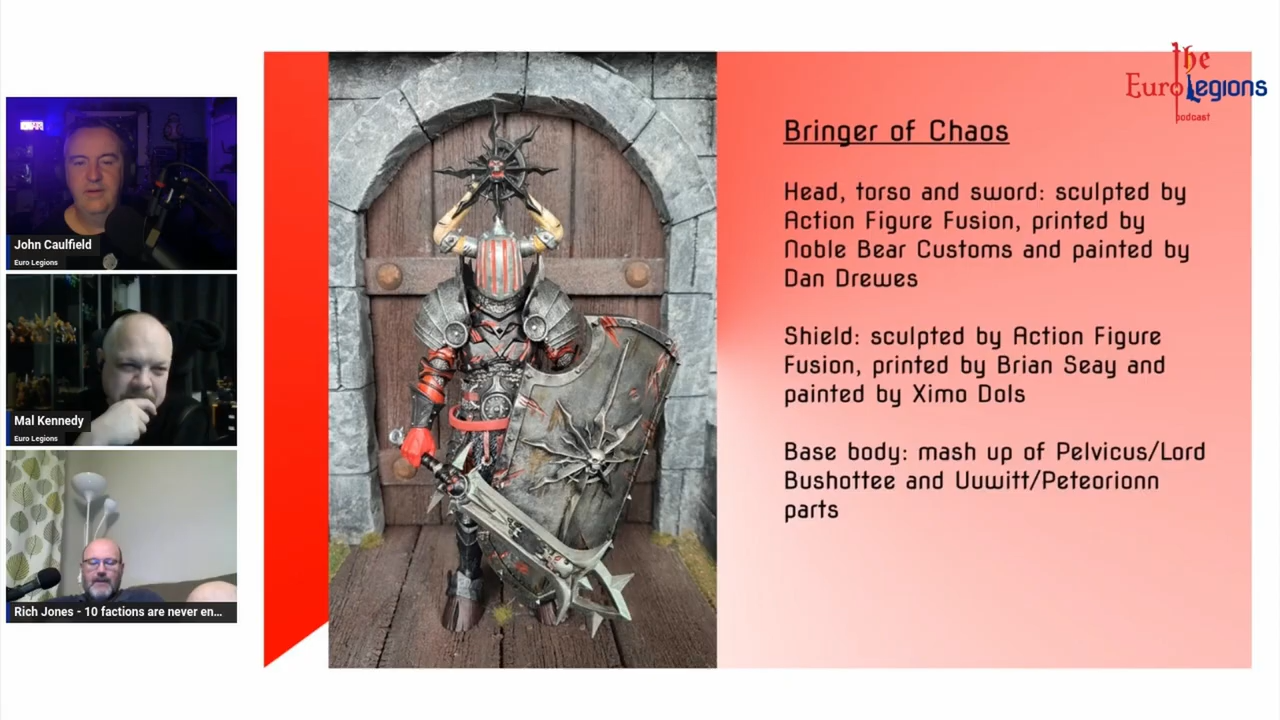 the
Euro Legions
podcast
John Caulfield
Euro Legions
Mal Kennedy
Euro Legions
Rich Jones - 10 factions are never en...
Bringer of Chaos
Head, torso and sword: sculpted by
Action Figure Fusion, printed by
Noble Bear Customs and painted by
Dan Drewes
Shield: sculpted by Action Figure
Fusion, printed by Brian Seay and
painted by Ximo Dols
Base body: mash up of Pelvicus/Lord
Bushottee and Uuwitt/Peteorionn
parts